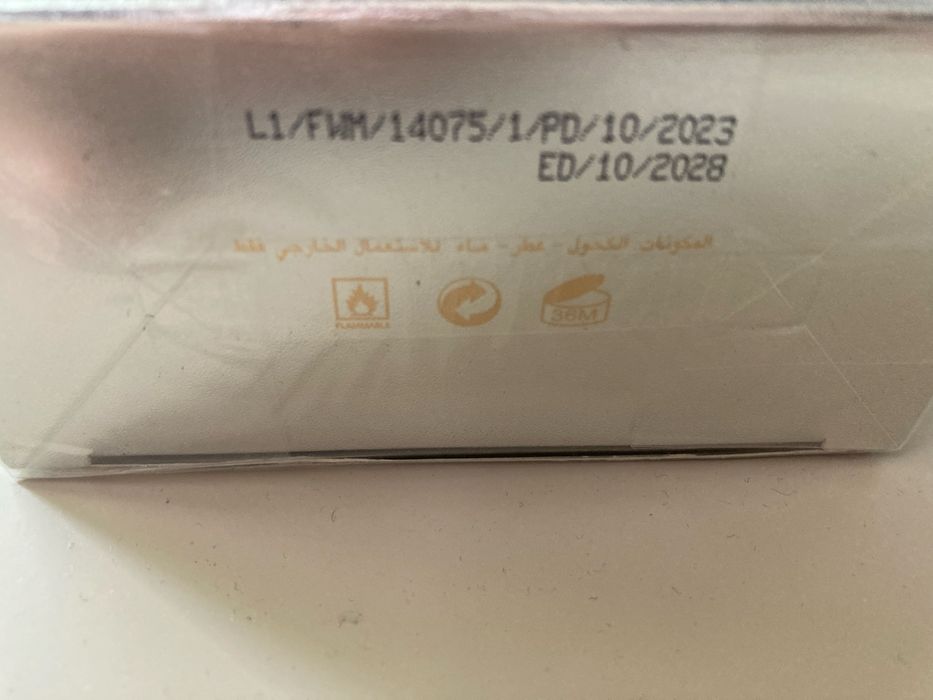 L1/FWM/14075/1/PD/10/2023
ED/10/2028
المكونات الكحول - عطر - ماء للاستعمال الخارجي فقط
FLAMMABLE
36M